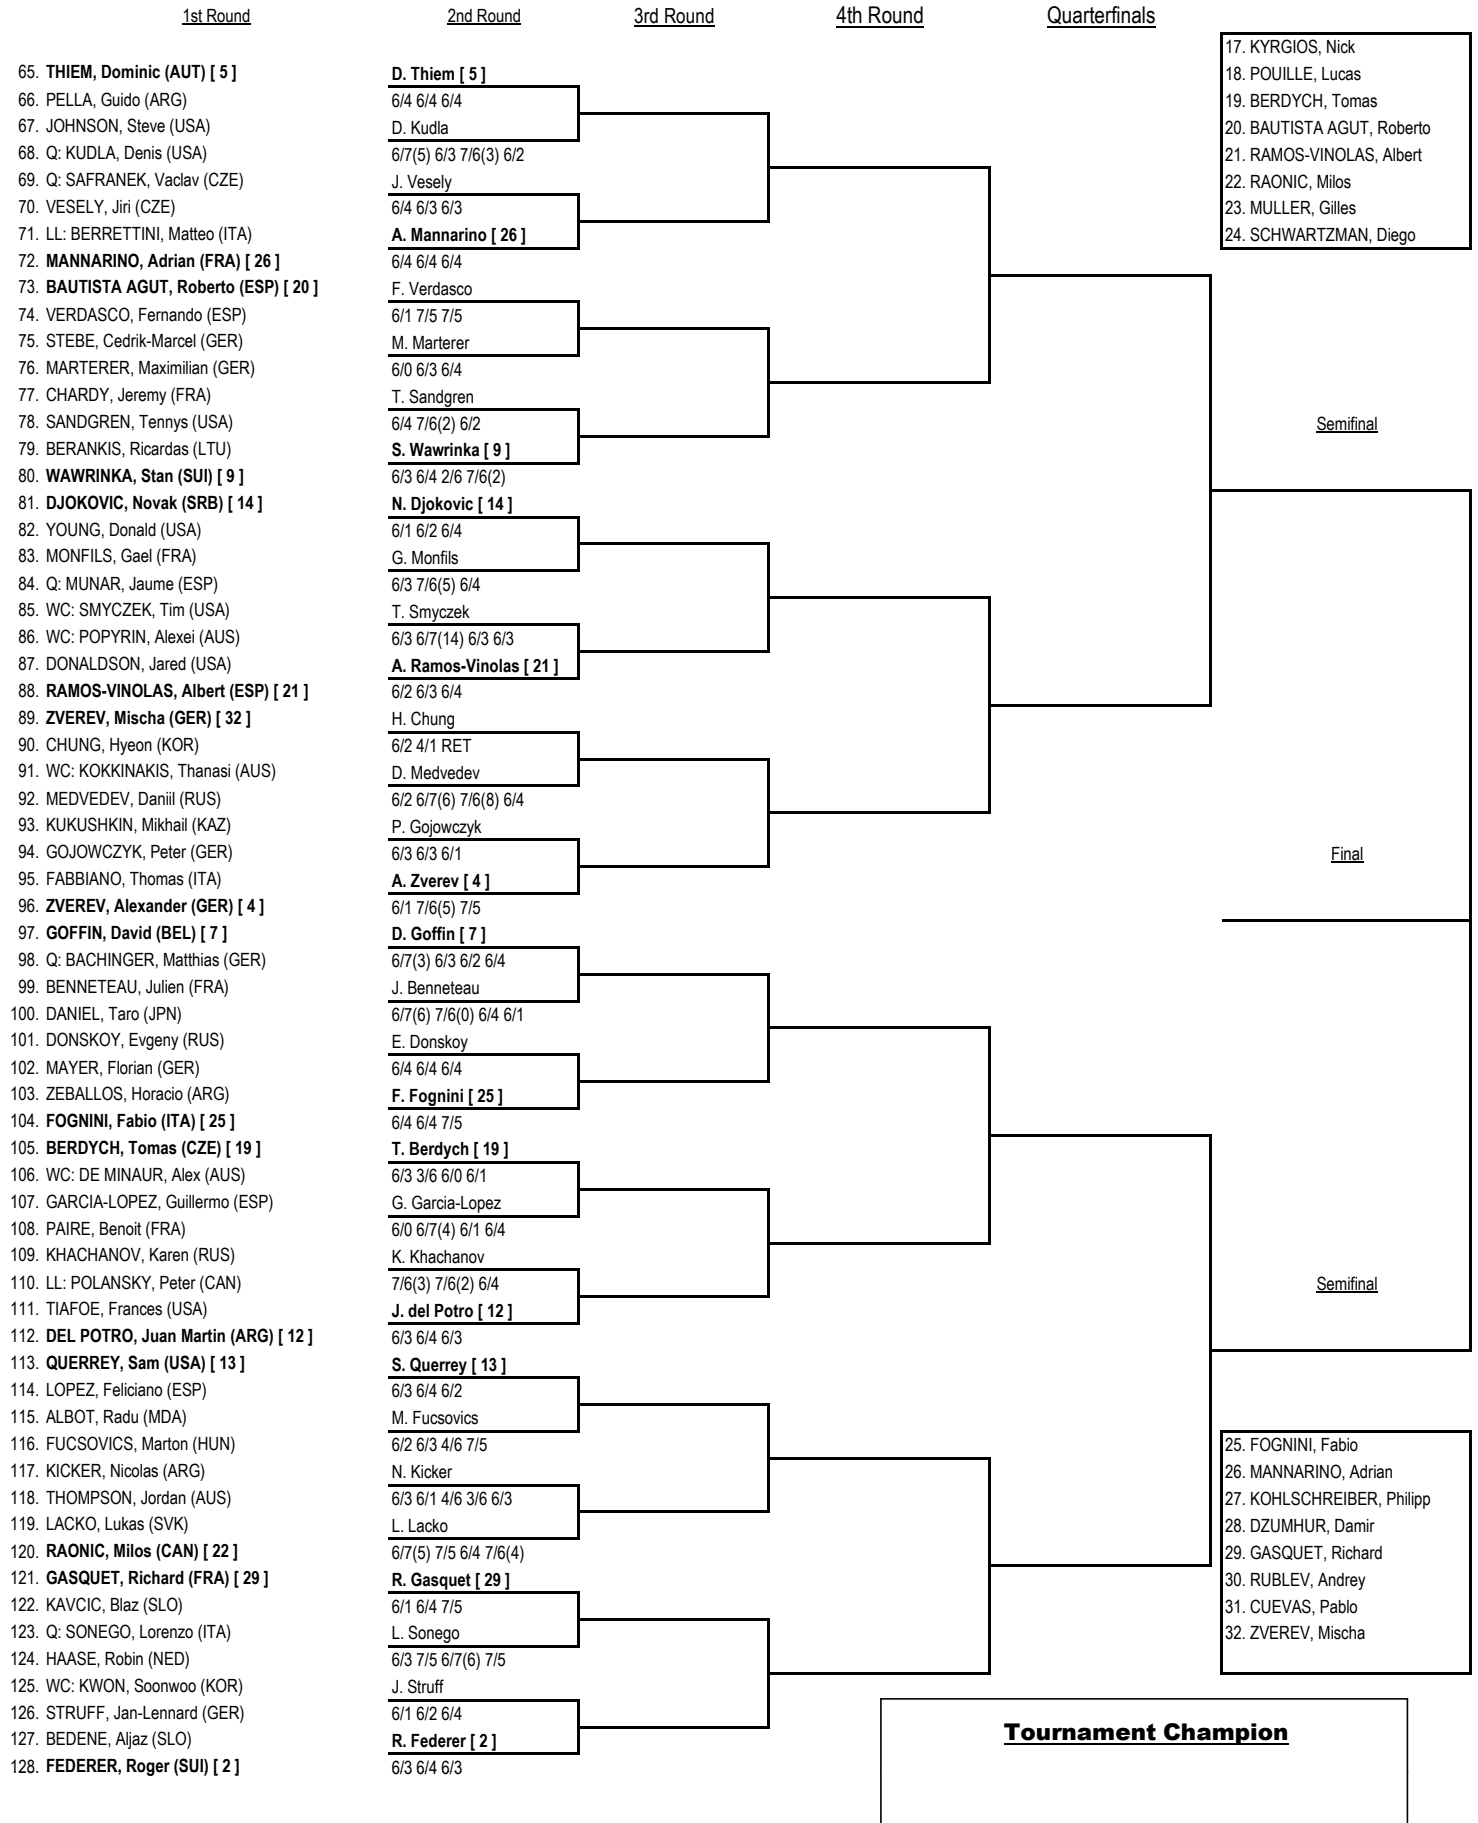 1st Round 2nd Round 3rd Round 4th Round Quarterfinals
65. THIEM, Dominic (AUT) [ 5 ]
66. PELLA, Guido (ARG)
67. JOHNSON, Steve (USA)
68. Q: KUDLA, Denis (USA)
69. Q: SAFRANEK, Vaclav (CZE)
70. VESELY, Jiri (CZE)
71. LL: BERRETTINI, Matteo (ITA)
72. MANNARINO, Adrian (FRA) [ 26 ]
73. BAUTISTA AGUT, Roberto (ESP) [ 20 ]
74. VERDASCO, Fernando (ESP)
75. STEBE, Cedrik-Marcel (GER)
76. MARTERER, Maximilian (GER)
77. CHARDY, Jeremy (FRA)
78. SANDGREN, Tennys (USA)
79. BERANKIS, Ricardas (LTU)
80. WAWRINKA, Stan (SUI) [ 9 ]
81. DJOKOVIC, Novak (SRB) [ 14 ]
82. YOUNG, Donald (USA)
83. MONFILS, Gael (FRA)
84. Q: MUNAR, Jaume (ESP)
85. WC: SMYCZEK, Tim (USA)
86. WC: POPYRIN, Alexei (AUS)
87. DONALDSON, Jared (USA)
88. RAMOS-VINOLAS, Albert (ESP) [ 21 ]
89. ZVEREV, Mischa (GER) [ 32 ]
90. CHUNG, Hyeon (KOR)
91. WC: KOKKINAKIS, Thanasi (AUS)
92. MEDVEDEV, Daniil (RUS)
93. KUKUSHKIN, Mikhail (KAZ)
94. GOJOWCZYK, Peter (GER)
95. FABBIANO, Thomas (ITA)
96. ZVEREV, Alexander (GER) [ 4 ]
97. GOFFIN, David (BEL) [ 7 ]
98. Q: BACHINGER, Matthias (GER)
99. BENNETEAU, Julien (FRA)
100. DANIEL, Taro (JPN)
101. DONSKOY, Evgeny (RUS)
102. MAYER, Florian (GER)
103. ZEBALLOS, Horacio (ARG)
104. FOGNINI, Fabio (ITA) [ 25 ]
105. BERDYCH, Tomas (CZE) [ 19 ]
106. WC: DE MINAUR, Alex (AUS)
107. GARCIA-LOPEZ, Guillermo (ESP)
108. PAIRE, Benoit (FRA)
109. KHACHANOV, Karen (RUS)
110. LL: POLANSKY, Peter (CAN)
111. TIAFOE, Frances (USA)
112. DEL POTRO, Juan Martin (ARG) [ 12 ]
113. QUERREY, Sam (USA) [ 13 ]
114. LOPEZ, Feliciano (ESP)
115. ALBOT, Radu (MDA)
116. FUCSOVICS, Marton (HUN)
117. KICKER, Nicolas (ARG)
118. THOMPSON, Jordan (AUS)
119. LACKO, Lukas (SVK)
120. RAONIC, Milos (CAN) [ 22 ]
121. GASQUET, Richard (FRA) [ 29 ]
122. KAVCIC, Blaz (SLO)
123. Q: SONEGO, Lorenzo (ITA)
124. HAASE, Robin (NED)
125. WC: KWON, Soonwoo (KOR)
126. STRUFF, Jan-Lennard (GER)
127. BEDENE, Aljaz (SLO)
128. FEDERER, Roger (SUI) [ 2 ]
D. Thiem [ 5 ]
6/4 6/4 6/4
D. Kudla
6/7(5) 6/3 7/6(3) 6/2
J. Vesely
6/4 6/3 6/3
A. Mannarino [ 26 ]
6/4 6/4 6/4
F. Verdasco
6/1 7/5 7/5
M. Marterer
6/0 6/3 6/4
T. Sandgren
6/4 7/6(2) 6/2
S. Wawrinka [ 9 ]
6/3 6/4 2/6 7/6(2)
N. Djokovic [ 14 ]
6/1 6/2 6/4
G. Monfils
6/3 7/6(5) 6/4
T. Smyczek
6/3 6/7(14) 6/3 6/3
A. Ramos-Vinolas [ 21 ]
6/2 6/3 6/4
H. Chung
6/2 4/1 RET
D. Medvedev
6/2 6/7(6) 7/6(8) 6/4
P. Gojowczyk
6/3 6/3 6/1
A. Zverev [ 4 ]
6/1 7/6(5) 7/5
D. Goffin [ 7 ]
6/7(3) 6/3 6/2 6/4
J. Benneteau
6/7(6) 7/6(0) 6/4 6/1
E. Donskoy
6/4 6/4 6/4
F. Fognini [ 25 ]
6/4 6/4 7/5
T. Berdych [ 19 ]
6/3 3/6 6/0 6/1
G. Garcia-Lopez
6/0 6/7(4) 6/1 6/4
K. Khachanov
7/6(3) 7/6(2) 6/4
J. del Potro [ 12 ]
6/3 6/4 6/3
S. Querrey [ 13 ]
6/3 6/4 6/2
M. Fucsovics
6/2 6/3 4/6 7/5
N. Kicker
6/3 6/1 4/6 3/6 6/3
L. Lacko
6/7(5) 7/5 6/4 7/6(4)
R. Gasquet [ 29 ]
6/1 6/4 7/5
L. Sonego
6/3 7/5 6/7(6) 7/5
J. Struff
6/1 6/2 6/4
R. Federer [ 2 ]
6/3 6/4 6/3
17. KYRGIOS, Nick
18. POUILLE, Lucas
19. BERDYCH, Tomas
20. BAUTISTA AGUT, Roberto
21. RAMOS-VINOLAS, Albert
22. RAONIC, Milos
23. MULLER, Gilles
24. SCHWARTZMAN, Diego
Semifinal
Final
Semifinal
25. FOGNINI, Fabio
26. MANNARINO, Adrian
27. KOHLSCHREIBER, Philipp
28. DZUMHUR, Damir
29. GASQUET, Richard
30. RUBLEV, Andrey
31. CUEVAS, Pablo
32. ZVEREV, Mischa
Tournament Champion